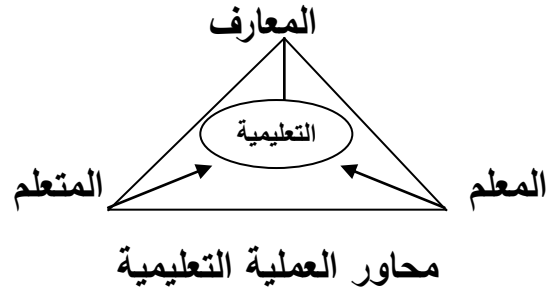 المعارف
التعليمية
المعلم
المتعلم
محاور العملية التعليمية